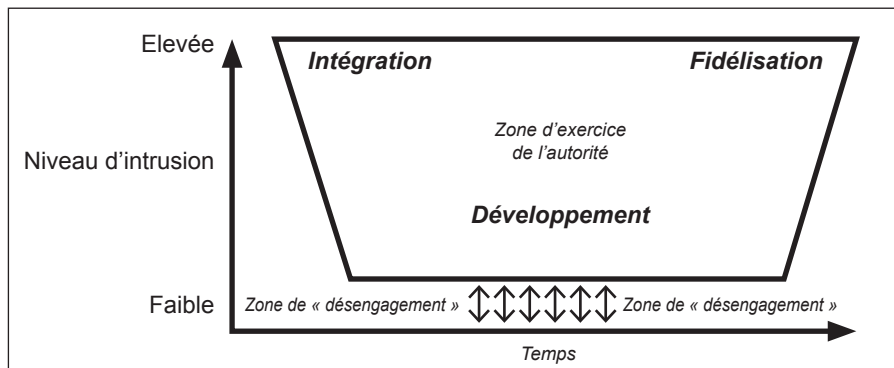 Elevée
Intégration
Fidélisation
Zone d'exercice
de l'autorité
Niveau d'intrusion
Développement
Faible
Zone de « désengagement »
Zone de « désengagement »
Temps